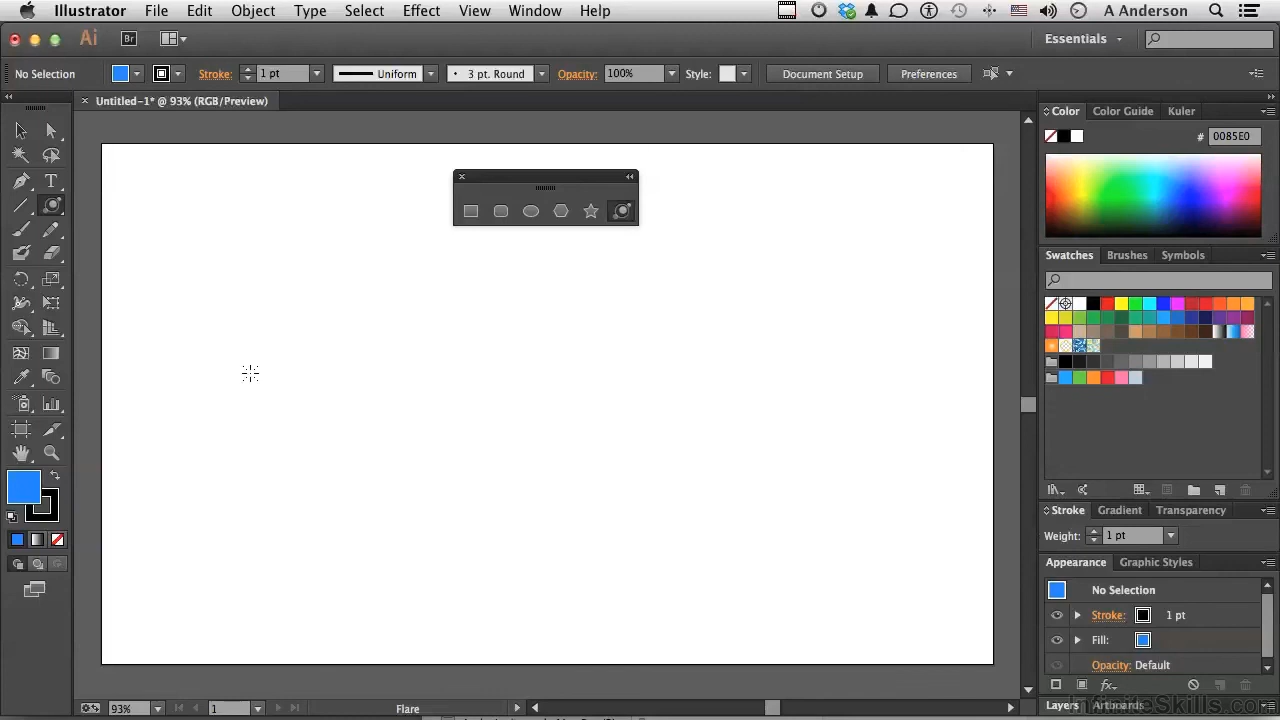 Illustrator File Edit Object Type Select Effect View Window Help A Anderson
Ai Br Essentials
No Selection Stroke: 1 pt Uniform 3 pt. Round Opacity: 100% Style: Document Setup Preferences
Untitled-1* @ 93% (RGB/Preview)
Color Color Guide Kuler
# 0085E0
Swatches Brushes Symbols
Stroke Gradient Transparency
Weight: 1 pt
Appearance Graphic Styles
No Selection
Stroke: 1 pt
Fill:
Opacity: Default
fx
Layers Artboards
93% 1 Flare
InfiniteSkills.com